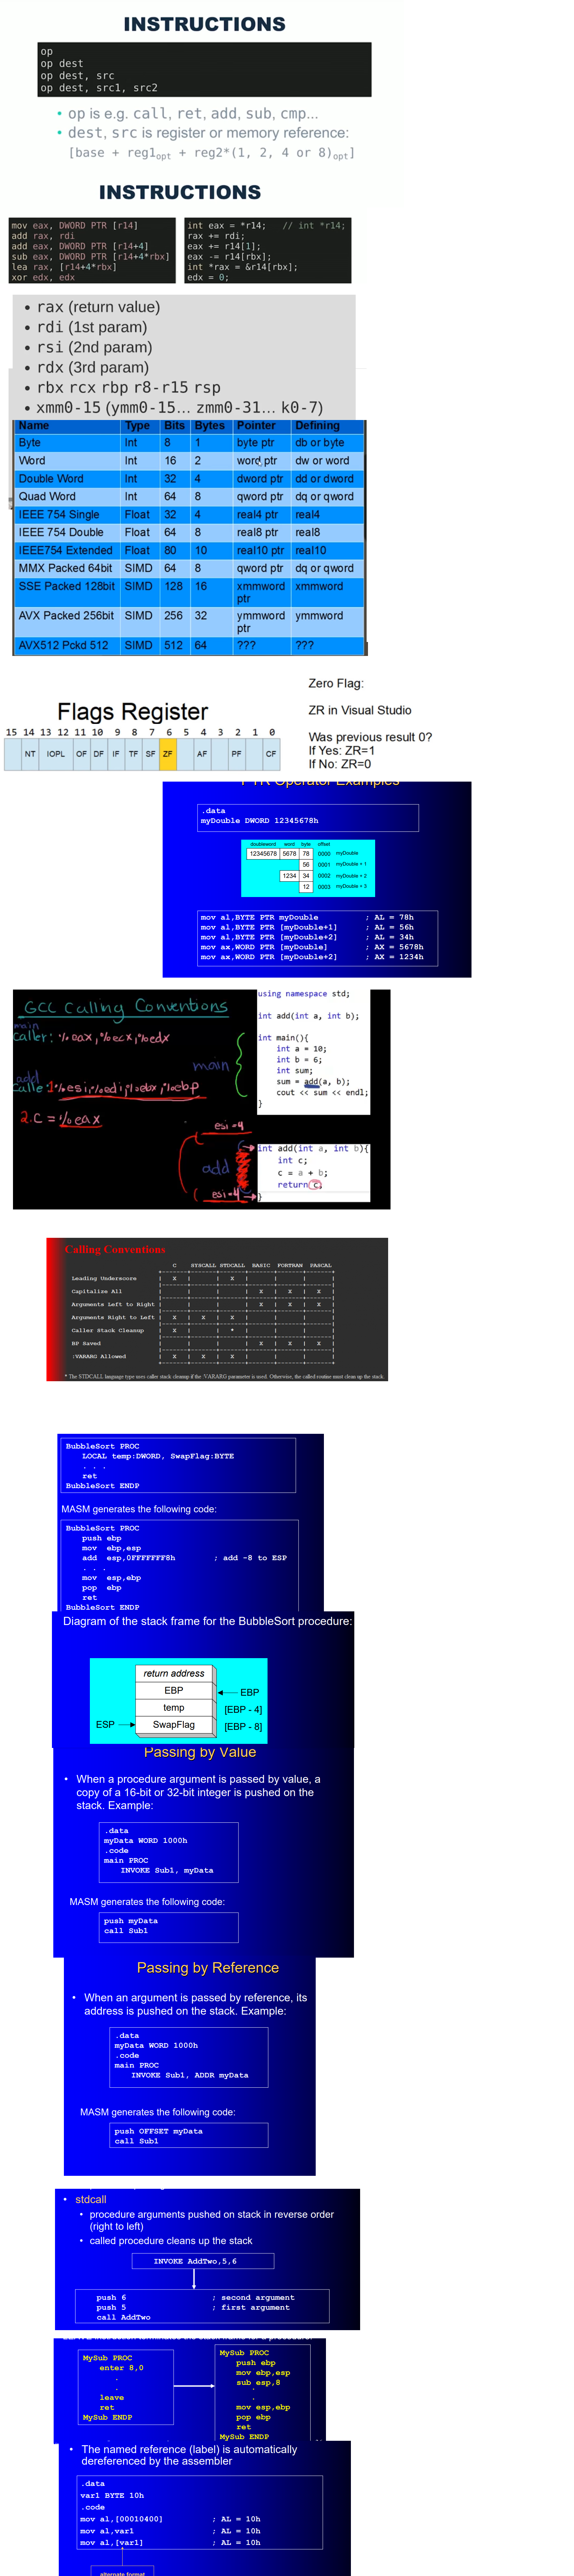 INSTRUCTIONS
op
op dest
op dest, src
op dest, src1, src2
• op is e.g. call, ret, add, sub, cmp...
• dest, src is register or memory reference:
[base + reg1opt + reg2*(1, 2, 4 or 8)opt]
INSTRUCTIONS
mov eax, DWORD PTR [r14]
add rax, rdi
add eax, DWORD PTR [r14+4]
sub eax, DWORD PTR [r14+4*rbx]
lea rax, [r14+4*rbx]
xor edx, edx
int eax = *r14; // int *r14;
rax += rdi;
eax += r14[1];
eax -= r14[rbx];
int *rax = &r14[rbx];
edx = 0;
• rax (return value)
• rdi (1st param)
• rsi (2nd param)
• rdx (3rd param)
• rbx rcx rbp r8-r15 rsp
• xmm0-15 (ymm0-15... zmm0-31... k0-7)
Name Type Bits Bytes Pointer Defining
Byte Int 8 1 byte ptr db or byte
Word Int 16 2 word ptr dw or word
Double Word Int 32 4 dword ptr dd or dword
Quad Word Int 64 8 qword ptr dq or qword
IEEE 754 Single Float 32 4 real4 ptr real4
IEEE 754 Double Float 64 8 real8 ptr real8
IEEE754 Extended Float 80 10 real10 ptr real10
MMX Packed 64bit SIMD 64 8 qword ptr dq or qword
SSE Packed 128bit SIMD 128 16 xmmword ptr xmmword
AVX Packed 256bit SIMD 256 32 ymmword ptr ymmword
AVX512 Pckd 512 SIMD 512 64 ??? ???
Flags Register
15 14 13 12 11 10 9 8 7 6 5 4 3 2 1 0
NT IOPL OF DF IF TF SF ZF AF PF CF
Zero Flag:
ZR in Visual Studio
Was previous result 0?
If Yes: ZR=1
If No: ZR=0
PTR Operator Examples
.data
myDouble DWORD 12345678h
doubleword word byte offset
12345678 5678 78 0000 myDouble
56 0001 myDouble + 1
1234 34 0002 myDouble + 2
12 0003 myDouble + 3
mov al,BYTE PTR myDouble ; AL = 78h
mov al,BYTE PTR [myDouble+1] ; AL = 56h
mov al,BYTE PTR [myDouble+2] ; AL = 34h
mov ax,WORD PTR [myDouble] ; AX = 5678h
mov ax,WORD PTR [myDouble+2] ; AX = 1234h
GCC Calling Conventions
main
Caller: %eax,%ecx,%edx
add
Calle: 1.%esi,%edi,%ebx,%ebp
2.C = %eax
main
esi=4
add
esi=4
using namespace std;
int add(int a, int b);
int main(){
int a = 10;
int b = 6;
int sum;
sum = add(a, b);
cout << sum << endl;
}
int add(int a, int b){
int c;
c = a + b;
return c;
}
Calling Conventions
C SYSCALL STDCALL BASIC FORTRAN PASCAL
Leading Underscore | X | | X | | | |
Capitalize All | | | | X | X | X |
Arguments Left to Right | | | | X | X | X |
Arguments Right to Left | X | X | X | | | |
Caller Stack Cleanup | X | | * | | | |
BP Saved | | | | X | X | X |
:VARARG Allowed | X | X | X | | | |
* The STDCALL language type uses caller stack cleanup if the :VARARG parameter is used. Otherwise, the called routine must clean up the stack.
BubbleSort PROC
LOCAL temp:DWORD, SwapFlag:BYTE
. . .
ret
BubbleSort ENDP
MASM generates the following code:
BubbleSort PROC
push ebp
mov ebp,esp
add esp,0FFFFFFF8h ; add -8 to ESP
. . .
mov esp,ebp
pop ebp
ret
BubbleSort ENDP
Diagram of the stack frame for the BubbleSort procedure:
return address
EBP
EBP
temp
[EBP - 4]
ESP
SwapFlag
[EBP - 8]
Passing by Value
• When a procedure argument is passed by value, a
copy of a 16-bit or 32-bit integer is pushed on the
stack. Example:
.data
myData WORD 1000h
.code
main PROC
INVOKE Sub1, myData
MASM generates the following code:
push myData
call Sub1
Passing by Reference
• When an argument is passed by reference, its
address is pushed on the stack. Example:
.data
myData WORD 1000h
.code
main PROC
INVOKE Sub1, ADDR myData
MASM generates the following code:
push OFFSET myData
call Sub1
• stdcall
• procedure arguments pushed on stack in reverse order
(right to left)
• called procedure cleans up the stack
INVOKE AddTwo,5,6
push 6 ; second argument
push 5 ; first argument
call AddTwo
MySub PROC
enter 8,0
.
.
leave
ret
MySub ENDP
MySub PROC
push ebp
mov ebp,esp
sub esp,8
.
.
mov esp,ebp
pop ebp
ret
MySub ENDP
• The named reference (label) is automatically
dereferenced by the assembler
.data
var1 BYTE 10h
.code
mov al,[00010400] ; AL = 10h
mov al,var1 ; AL = 10h
mov al,[var1] ; AL = 10h
alternate format